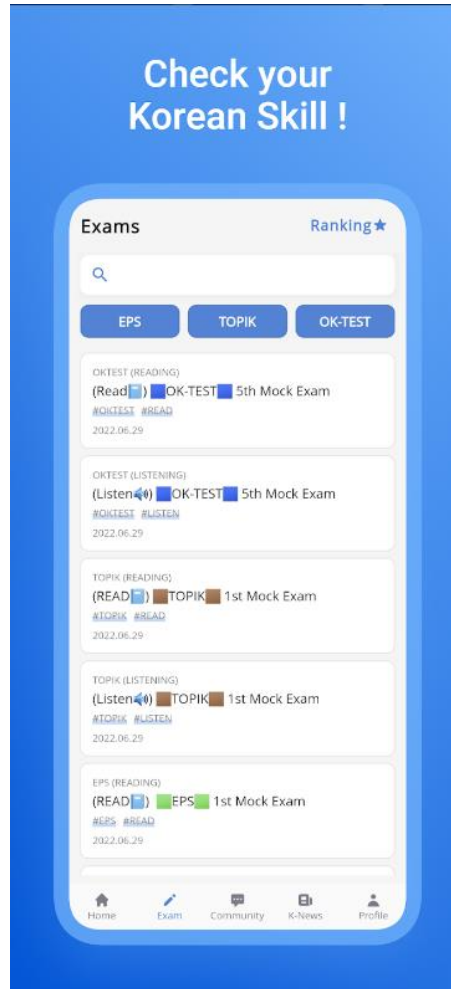 Check your
Korean Skill !
Exams
Ranking★
EPS
TOPIK
OK-TEST
OKTEST (READING)
(Read📘) 🟦OK-TEST🟦 5th Mock Exam
#OKTEST #READ
2022.06.29
OKTEST (LISTENING)
(Listen🔊) 🟦OK-TEST🟦 5th Mock Exam
#OKTEST #LISTEN
2022.06.29
TOPIK (READING)
(READ📘) 🟫TOPIK🟫 1st Mock Exam
#TOPIK #READ
2022.06.29
TOPIK (LISTENING)
(Listen🔊) 🟫TOPIK🟫 1st Mock Exam
#TOPIK #LISTEN
2022.06.29
EPS (READING)
(READ📘) 🟩EPS🟩 1st Mock Exam
#EPS #READ
2022.06.29
Home Exam Community K-News Profile